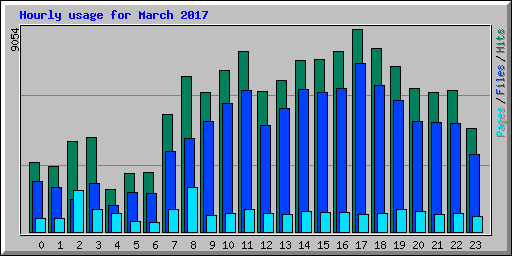 Hourly usage for March 2017
9054
Pages/Files/Hits
0 1 2 3 4 5 6 7 8 9 10 11 12 13 14 15 16 17 18 19 20 21 22 23